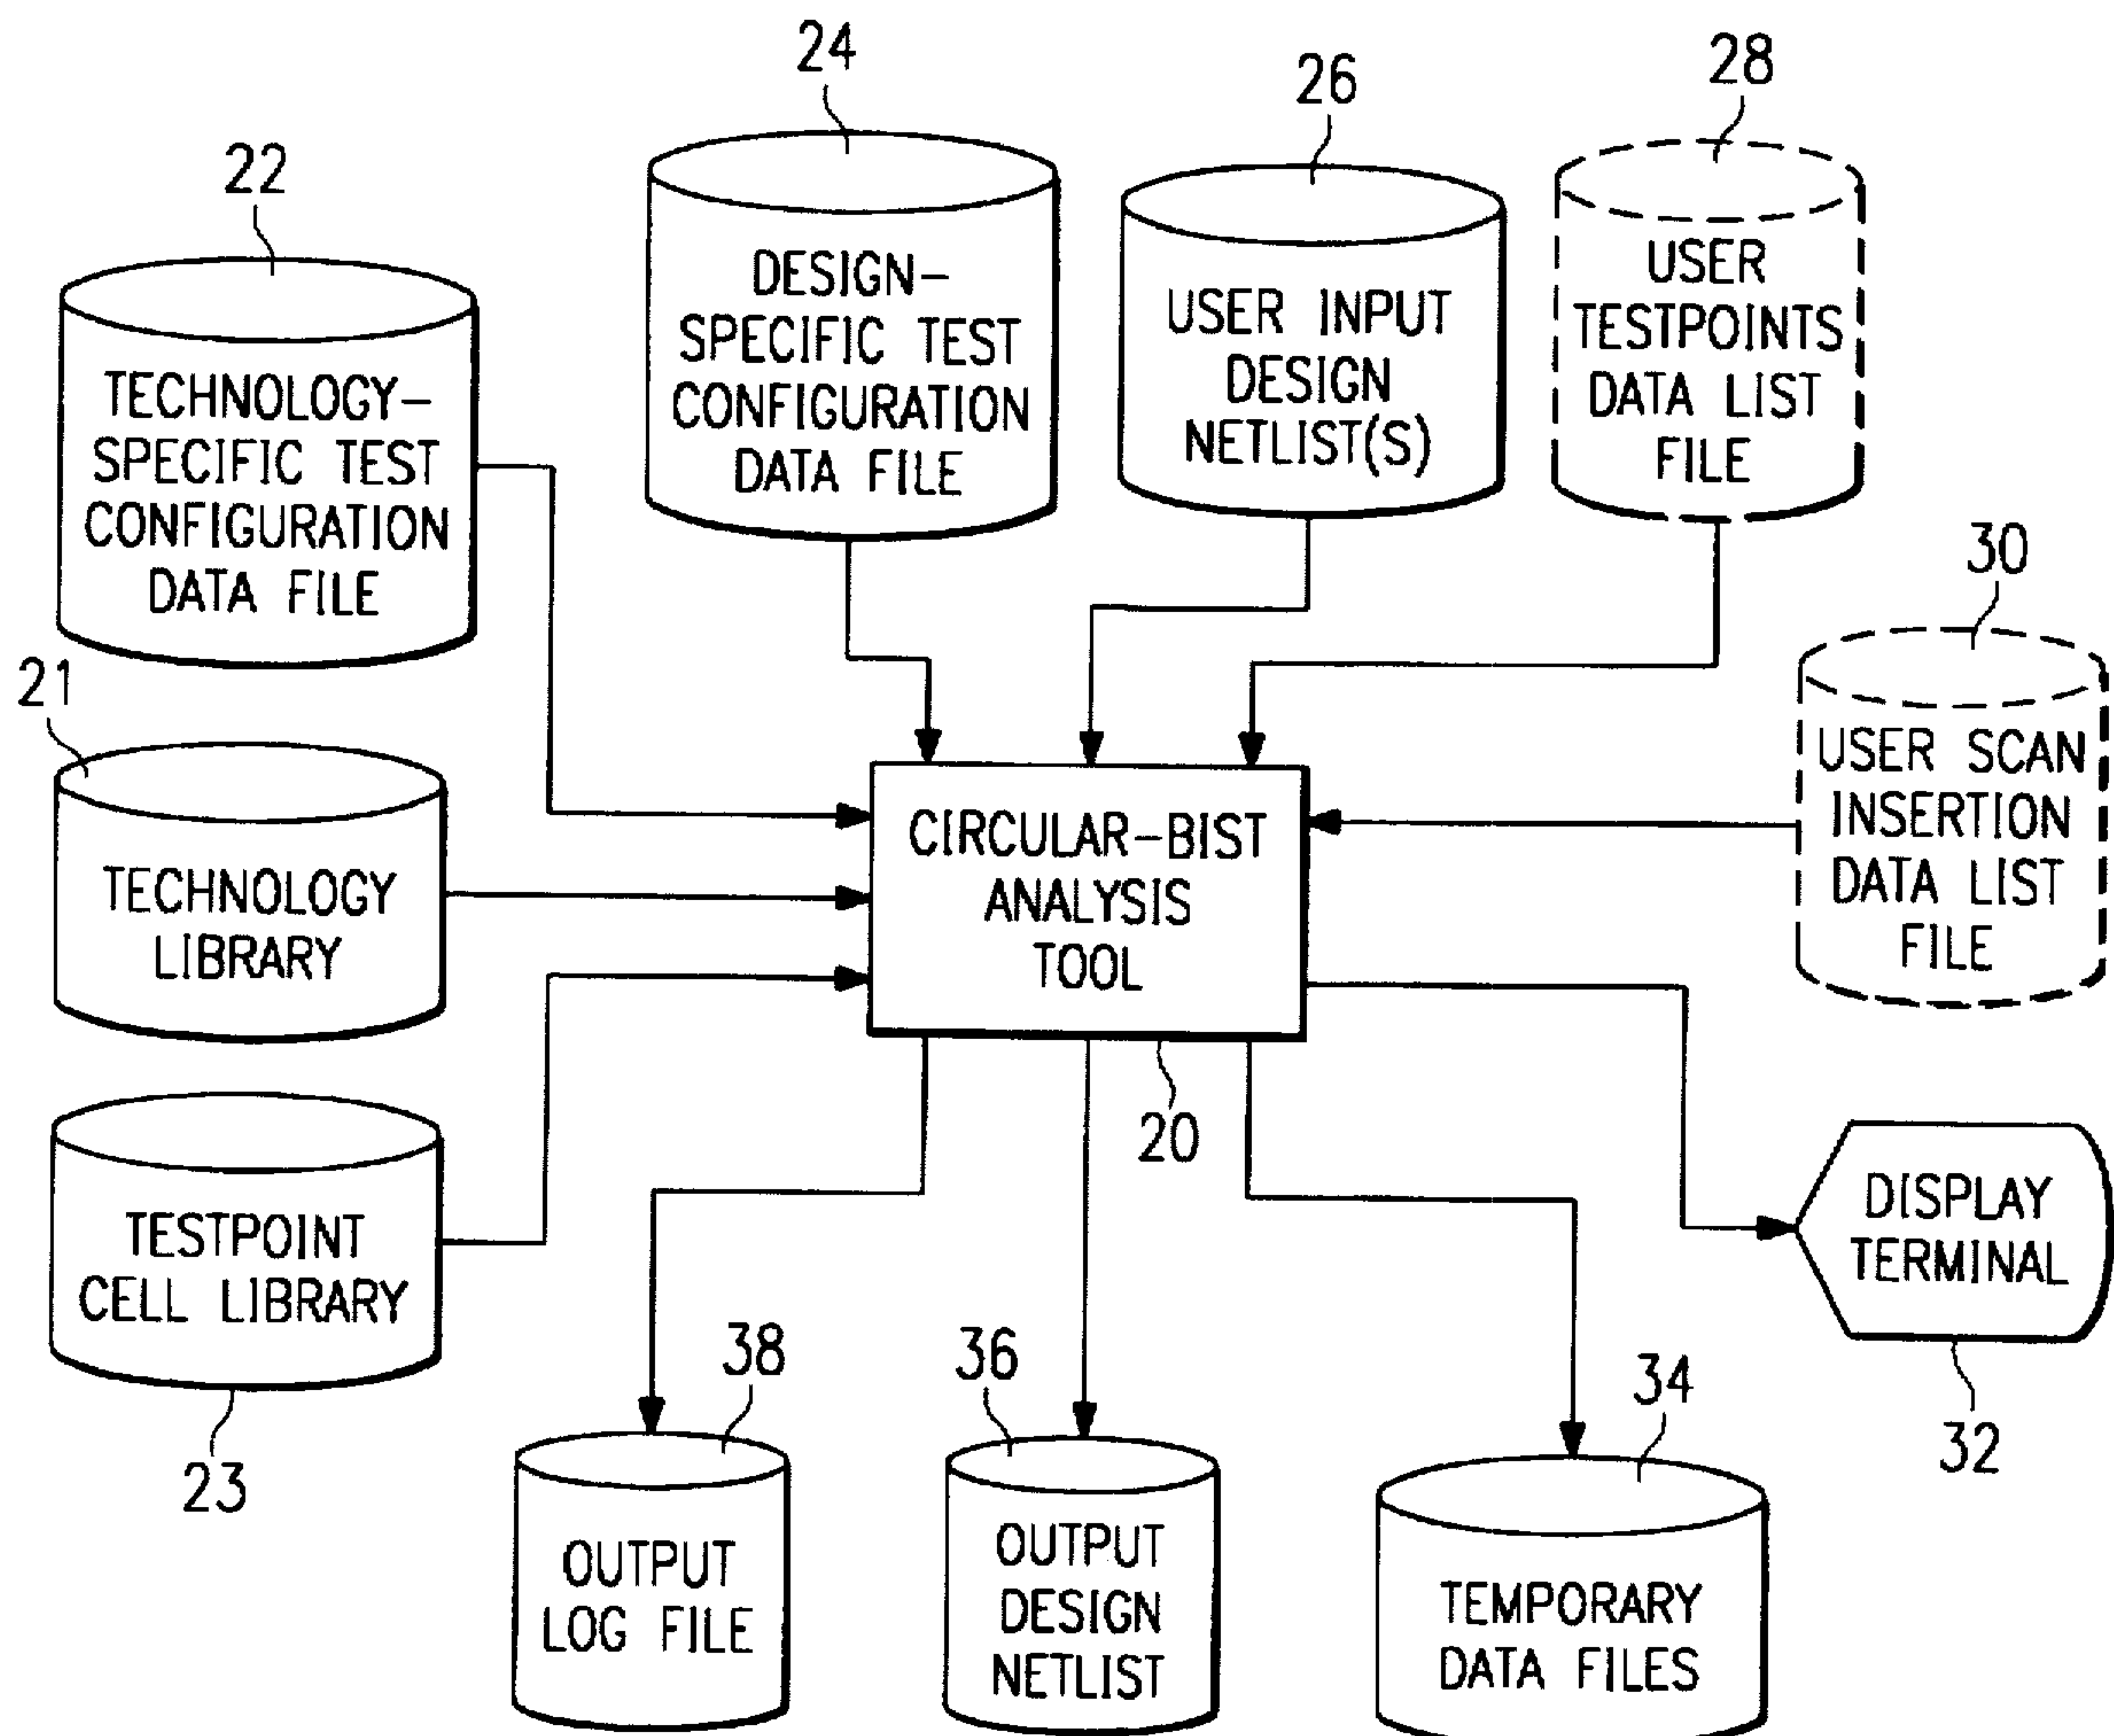 24
26
28
22
DESIGN-
SPECIFIC TEST
CONFIGURATION
DATA FILE
USER INPUT
DESIGN
NETLIST(S)
USER
TESTPOINTS
DATA LIST
FILE
TECHNOLOGY-
SPECIFIC TEST
CONFIGURATION
DATA FILE
30
21
USER SCAN
INSERTION
DATA LIST
FILE
TECHNOLOGY
LIBRARY
CIRCULAR-BIST
ANALYSIS
TOOL
20
TESTPOINT
CELL LIBRARY
23
DISPLAY
TERMINAL
32
38
36
34
OUTPUT
LOG FILE
OUTPUT
DESIGN
NETLIST
TEMPORARY
DATA FILES